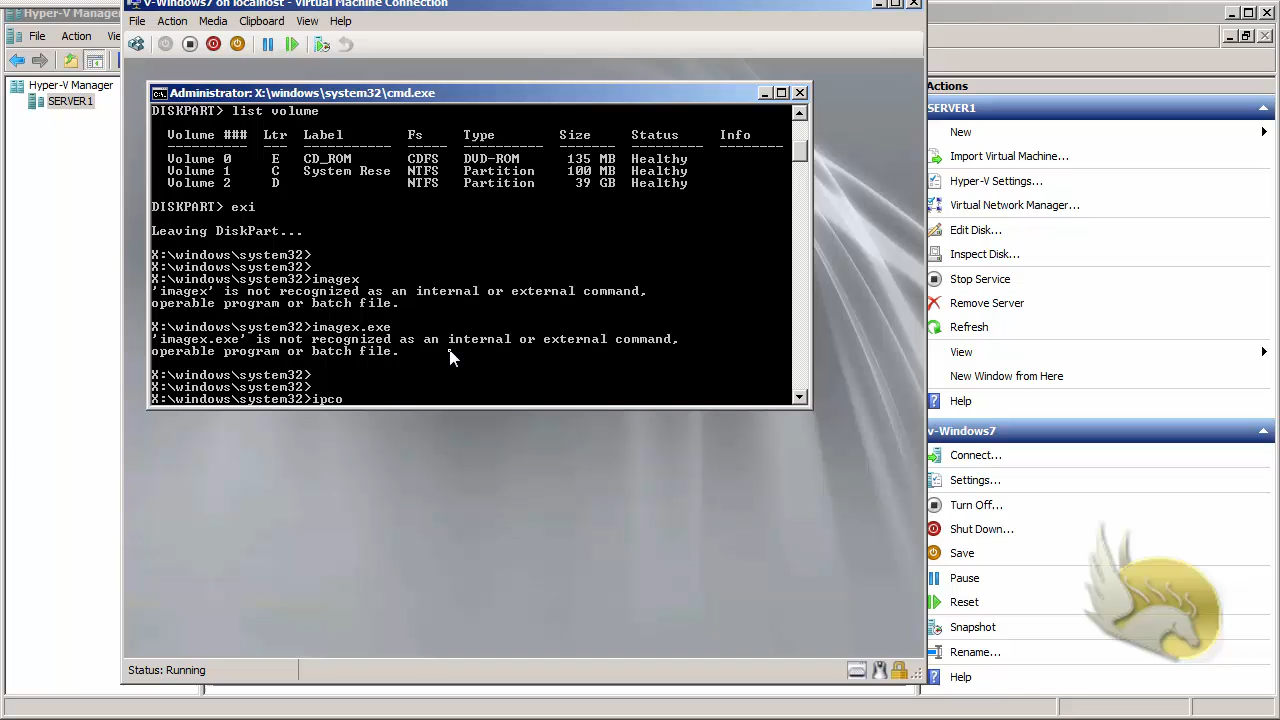 Hyper-V Manager
File Action Vi
v-Windows7 on localhost - Virtual Machine Connection
File Action Media Clipboard View Help
Hyper-V Manager
SERVER1
Administrator: X:\windows\system32\cmd.exe
DISKPART> list volume
Volume ### Ltr Label Fs Type Size Status Info
---------- --- ----------- ----- ---------- ------- --------- --------
Volume 0 E CD_ROM CDFS DVD-ROM 135 MB Healthy
Volume 1 C System Rese NTFS Partition 100 MB Healthy
Volume 2 D NTFS Partition 39 GB Healthy
DISKPART> exi
Leaving DiskPart...
X:\windows\system32>
X:\windows\system32>
X:\windows\system32>imagex
'imagex' is not recognized as an internal or external command,
operable program or batch file.
X:\windows\system32>imagex.exe
'imagex.exe' is not recognized as an internal or external command,
operable program or batch file.
X:\windows\system32>
X:\windows\system32>
X:\windows\system32>ipco
Status: Running
Actions
SERVER1
New
Import Virtual Machine...
Hyper-V Settings...
Virtual Network Manager...
Edit Disk...
Inspect Disk...
Stop Service
Remove Server
Refresh
View
New Window from Here
Help
v-Windows7
Connect...
Settings...
Turn Off...
Shut Down...
Save
Pause
Reset
Snapshot
Rename...
Help